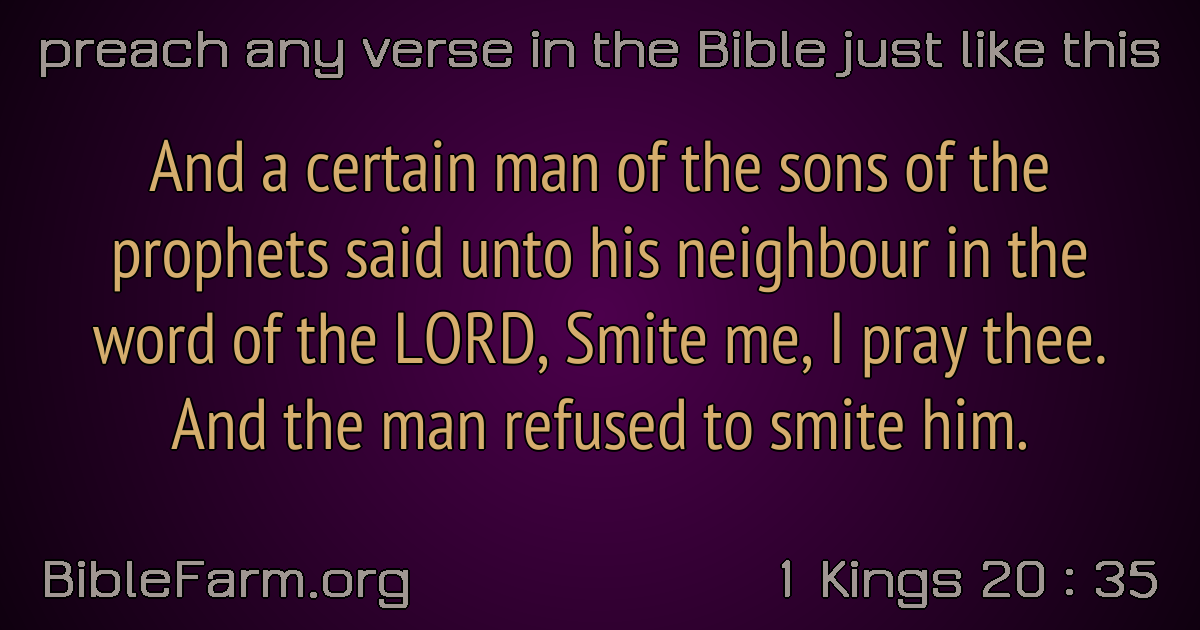 preach any verse in the Bible just like this
And a certain man of the sons of the
prophets said unto his neighbour in the
word of the LORD, Smite me, I pray thee.
And the man refused to smite him.
BibleFarm.org
1 Kings 20 : 35